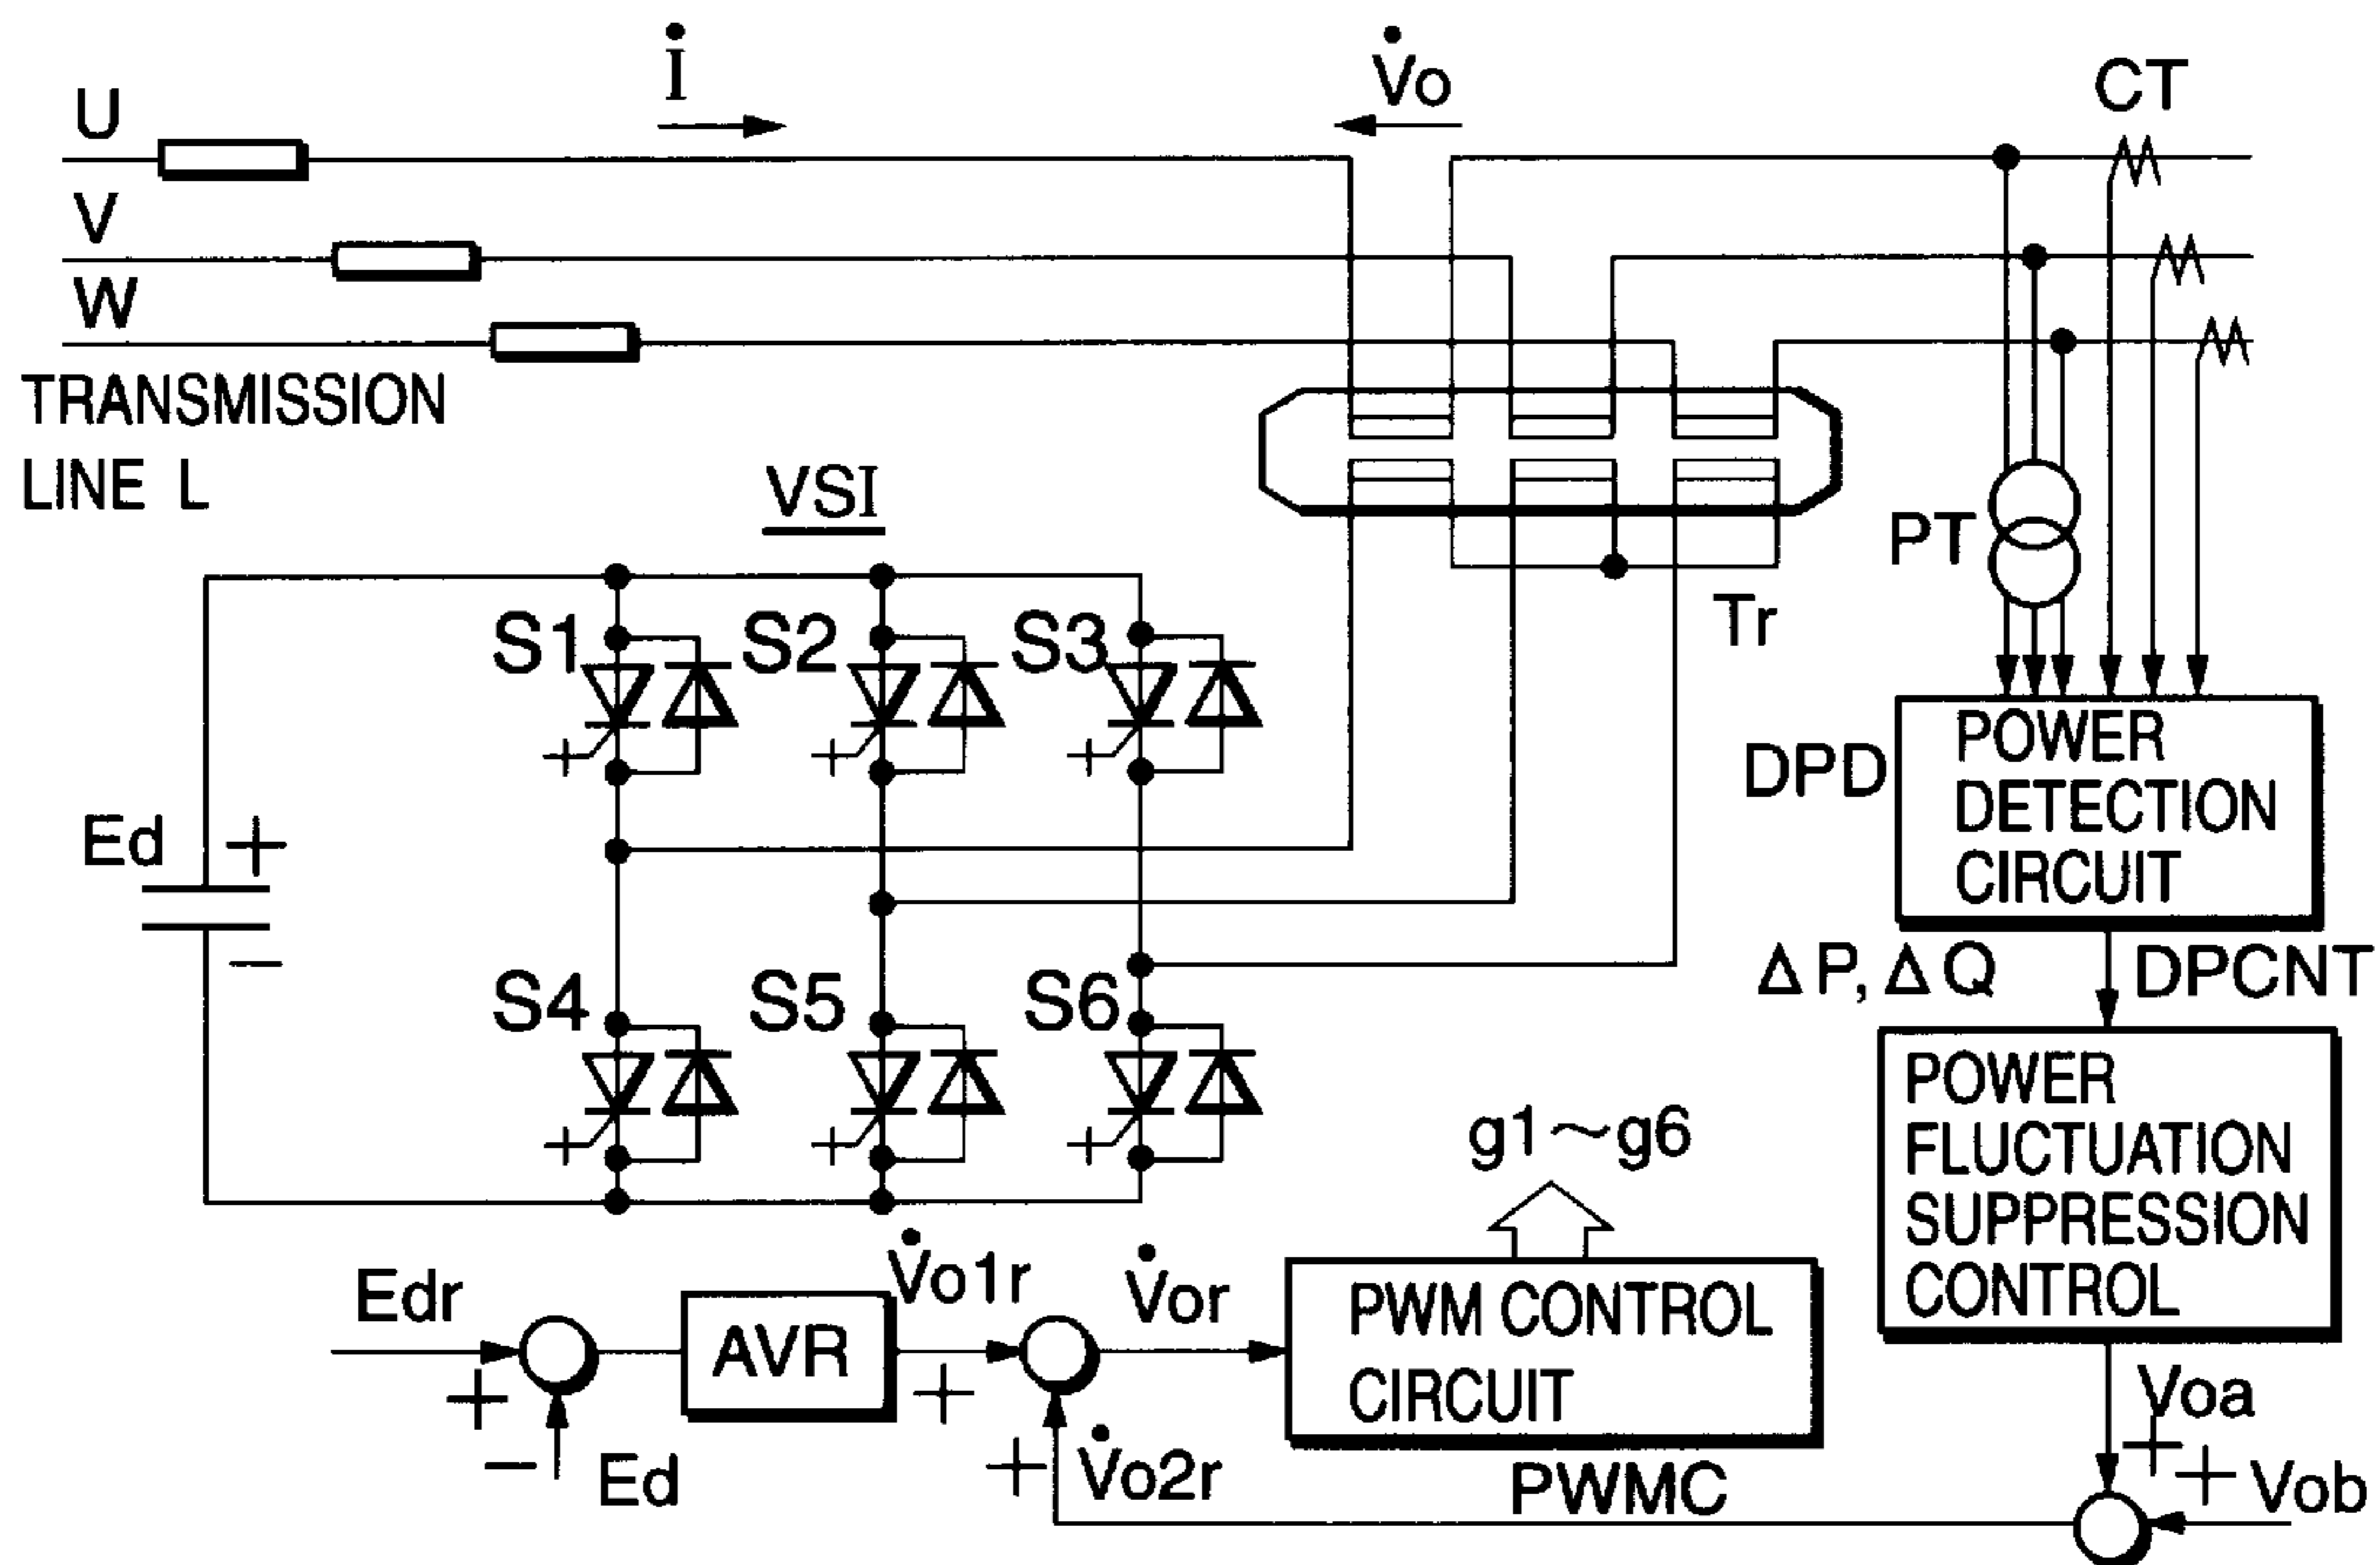 U
İ
V̇o
CT
V
W
TRANSMISSION
LINE L
VSI
PT
Tr
S1
S2
S3
DPD
POWER
DETECTION
CIRCUIT
Ed
+
−
ΔP, ΔQ
DPCNT
S4
S5
S6
POWER
FLUCTUATION
SUPPRESSION
CONTROL
g1～g6
Edr
+
−
Ed
AVR
V̇o1r
+
V̇or
+
V̇o2r
PWM CONTROL
CIRCUIT
PWMC
Voa
+
+
Vob